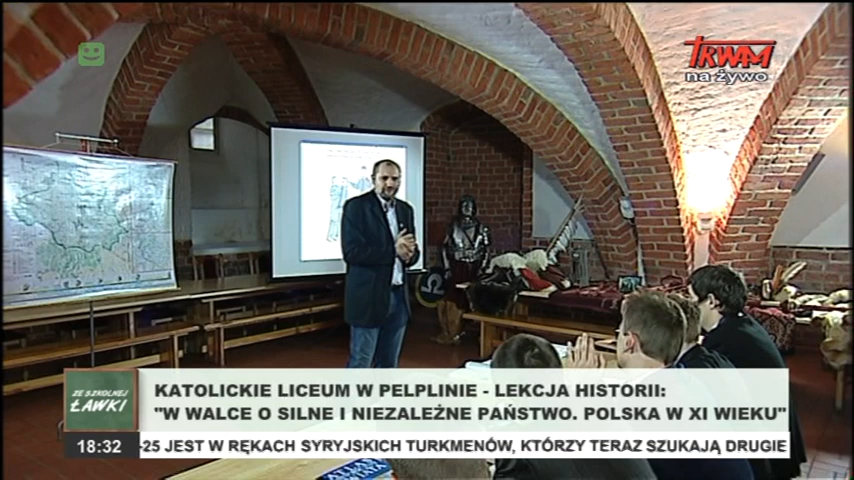 TRWAM
na żywo
ZE SZKOLNEJ
ŁAWKI
KATOLICKIE LICEUM W PELPLINIE - LEKCJA HISTORII:
"W WALCE O SILNE I NIEZALEŻNE PAŃSTWO. POLSKA W XI WIEKU"
18:32
-25 JEST W RĘKACH SYRYJSKICH TURKMENÓW, KTÓRZY TERAZ SZUKAJĄ DRUGIE
ATLAS